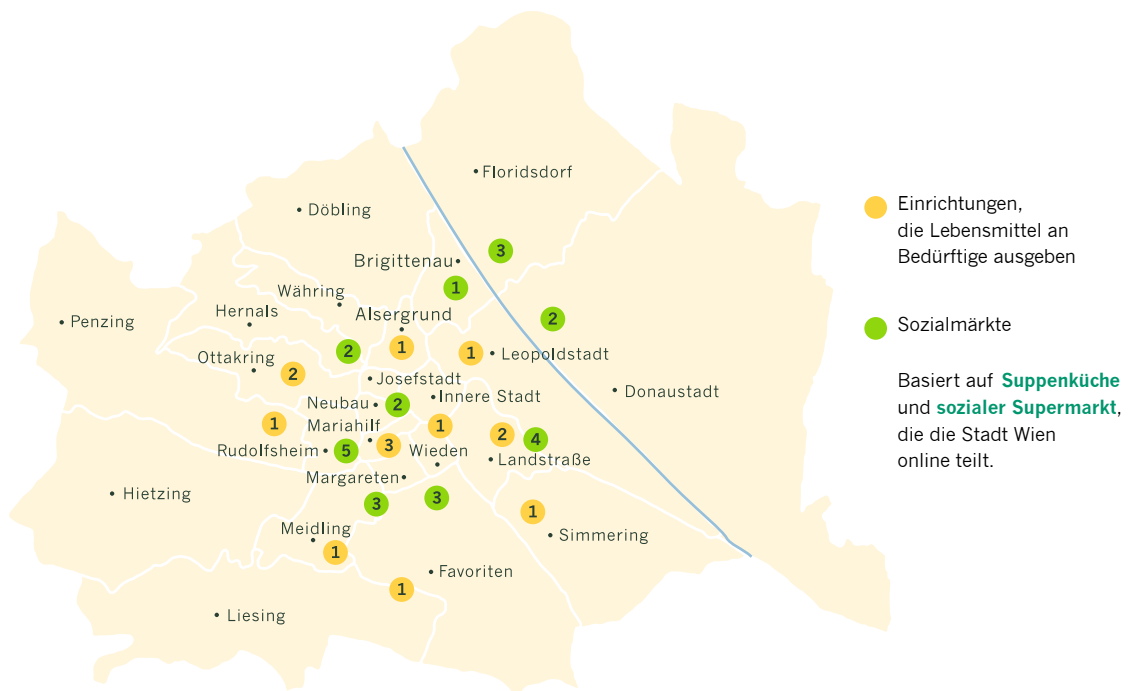 • Floridsdorf
• Döbling
Brigittenau •
3
1
Währing
•
Hernals
•
Alsergrund
•
• Penzing
2
1
2
1
• Leopoldstadt
Ottakring
•
2
• Josefstadt
Neubau •
2
• Innere Stadt
• Donaustadt
1
Mariahilf
•
1
2
4
Rudolfsheim •
5
3
Wieden
•
• Landstraße
Margareten •
• Hietzing
3
3
1
Meidling
•
1
• Simmering
• Favoriten
1
• Liesing
Einrichtungen,
die Lebensmittel an
Bedürftige ausgeben
Sozialmärkte
Basiert auf Suppenküche
und sozialer Supermarkt,
die die Stadt Wien
online teilt.